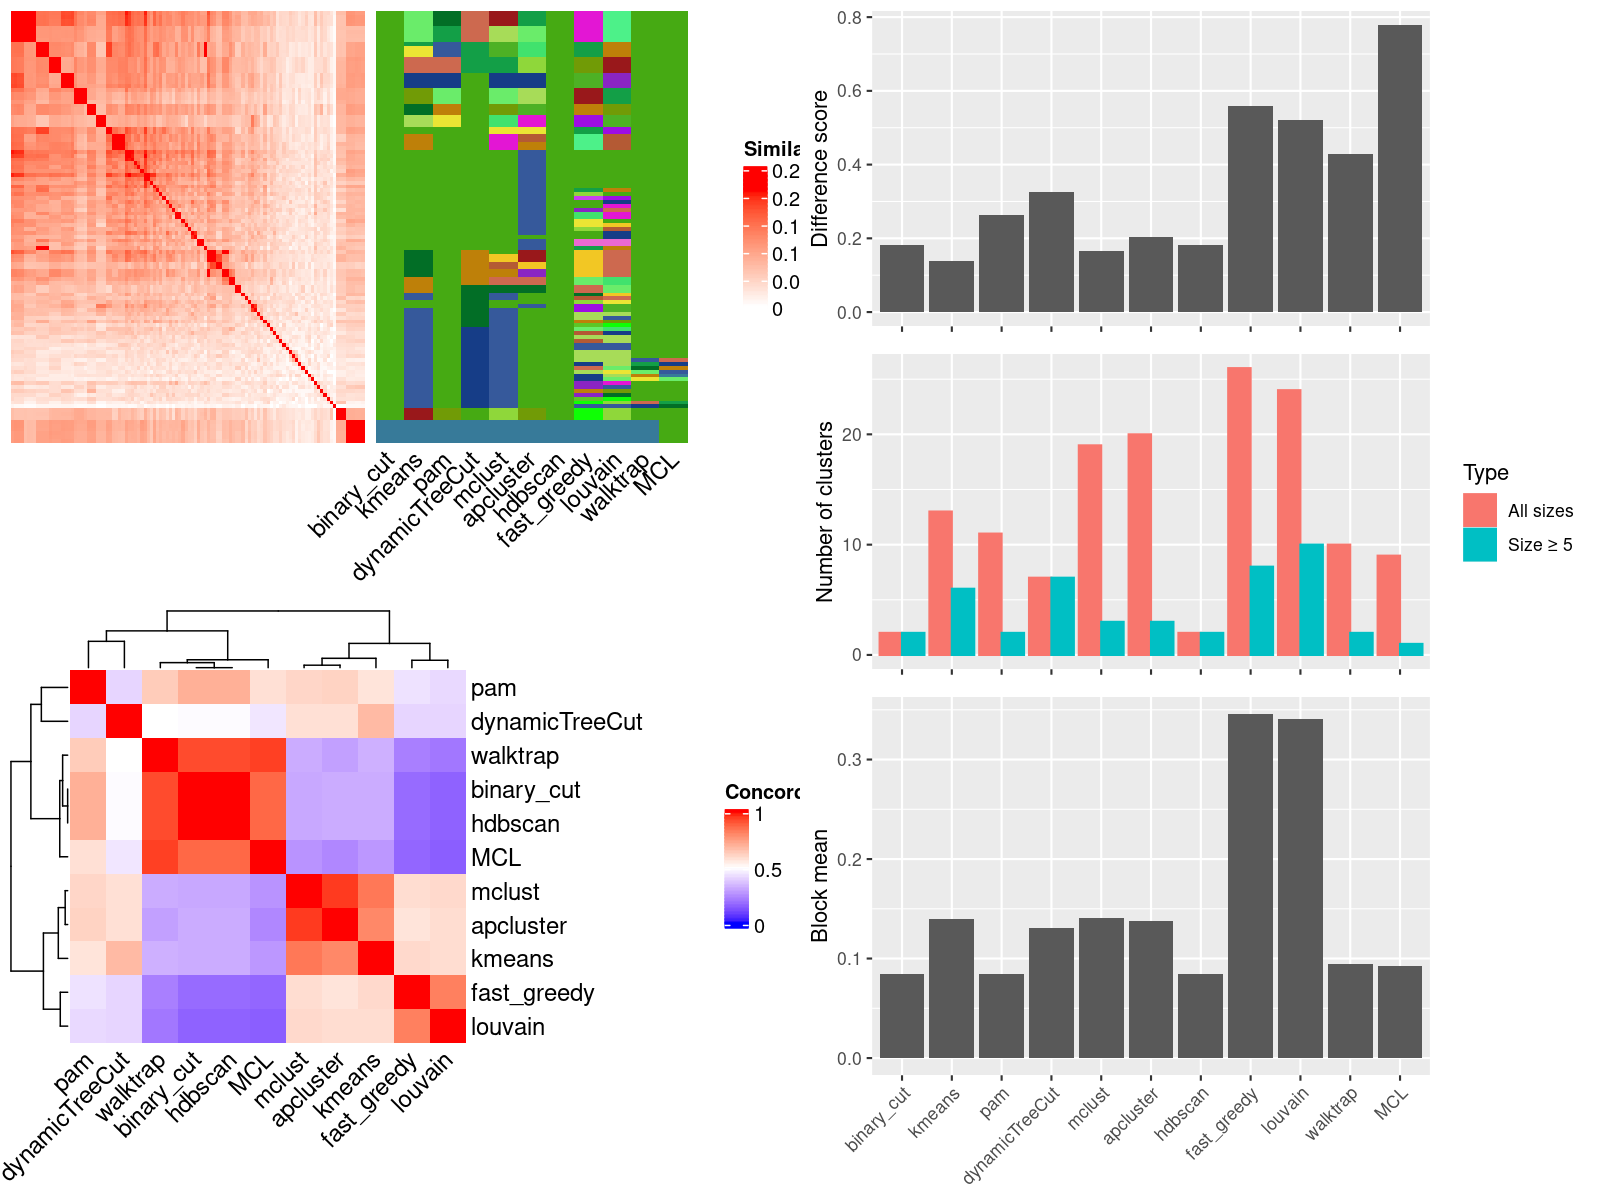 Simila
0.2
0.2
0.1
0.1
0.0
0
binary_cut
kmeans
pam
dynamicTreeCut
mclust
apcluster
hdbscan
fast_greedy
louvain
walktrap
MCL
pam
dynamicTreeCut
walktrap
binary_cut
hdbscan
MCL
mclust
apcluster
kmeans
fast_greedy
louvain
pam
dynamicTreeCut
walktrap
binary_cut
hdbscan
MCL
mclust
apcluster
kmeans
fast_greedy
louvain
Concord
1
0.5
0
Difference score
0.8
0.6
0.4
0.2
0.0
Number of clusters
20
10
0
Type
All sizes
Size ≥ 5
Block mean
0.3
0.2
0.1
0.0
binary_cut
kmeans
pam
dynamicTreeCut
mclust
apcluster
hdbscan
fast_greedy
louvain
walktrap
MCL